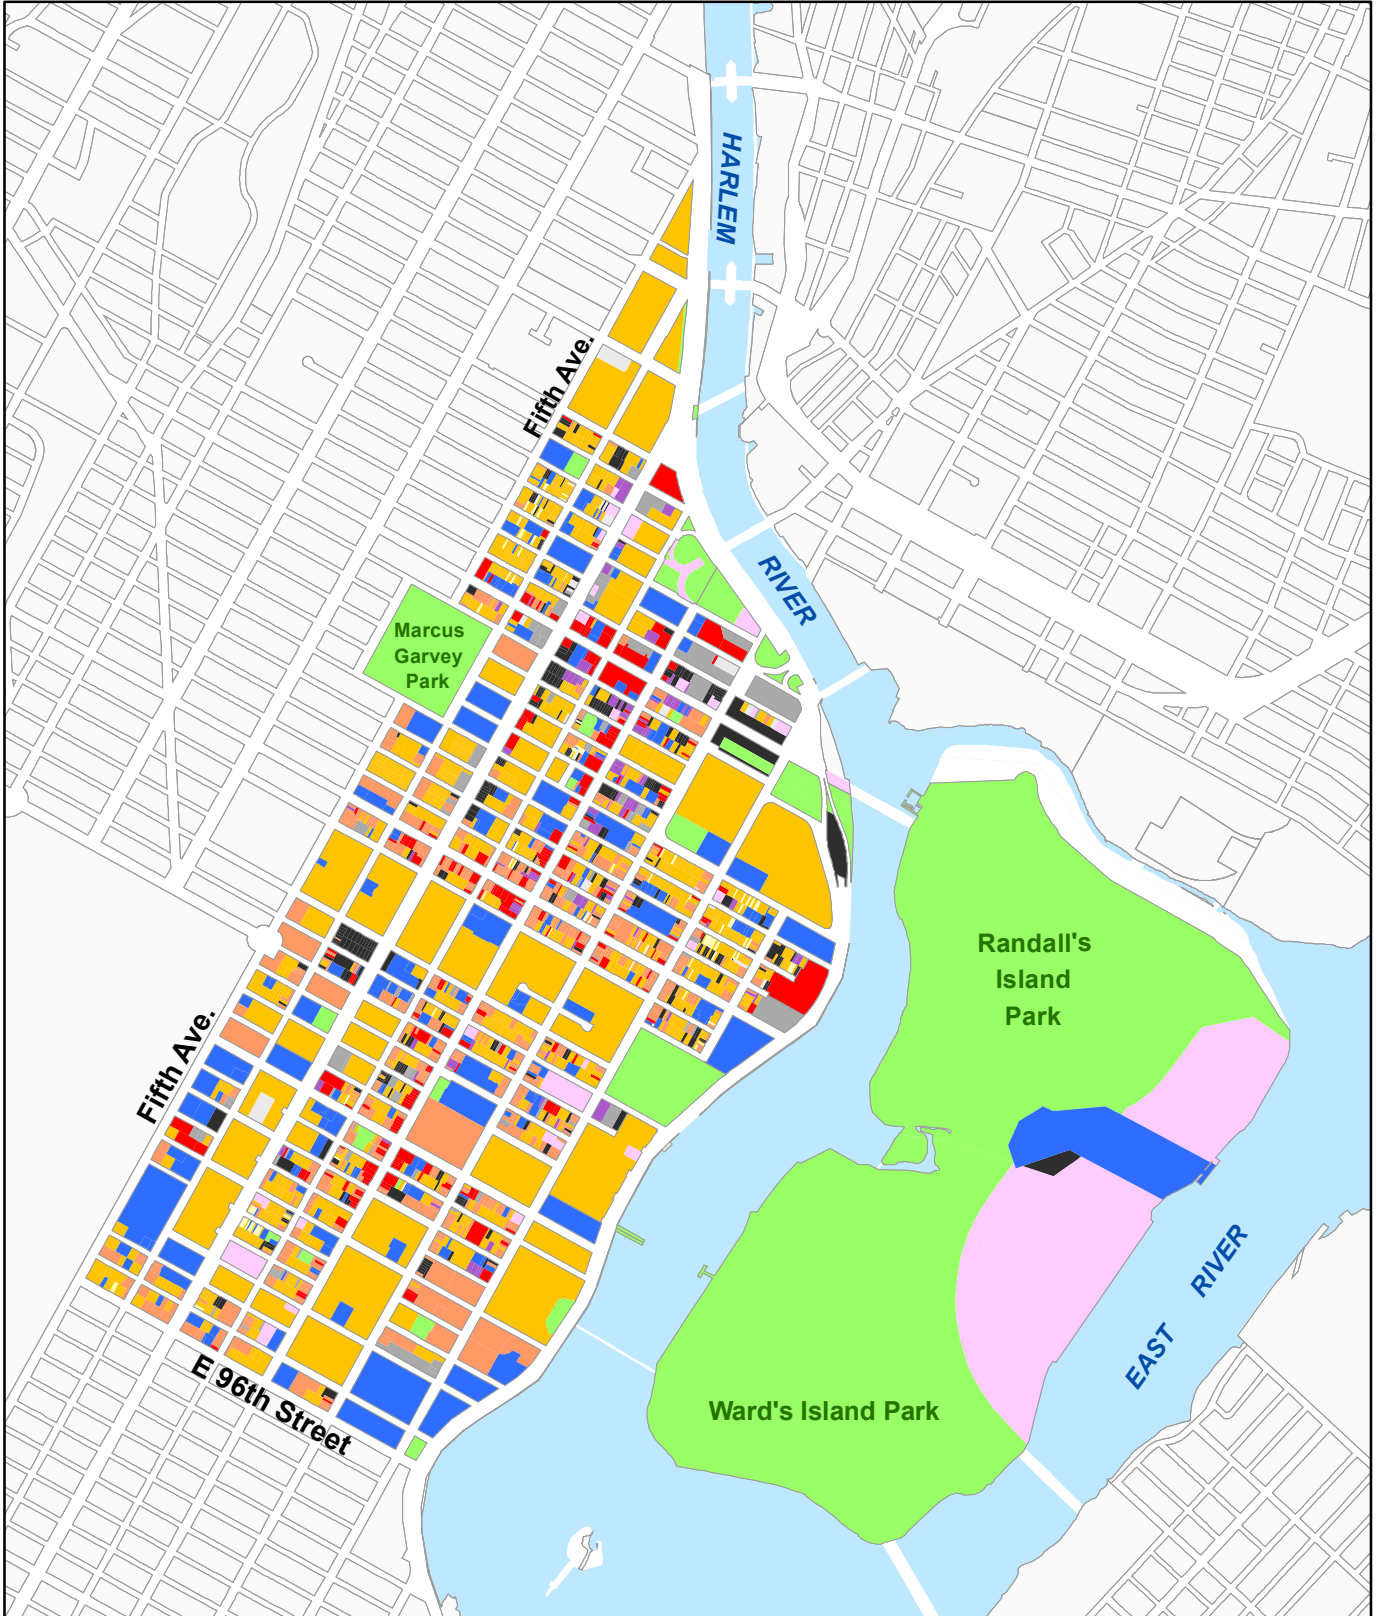 HARLEM
Fifth Ave.
RIVER
Marcus
Garvey
Park
Randall's
Island
Park
Fifth Ave.
RIVER
EAST
E 96th Street
Ward's Island Park